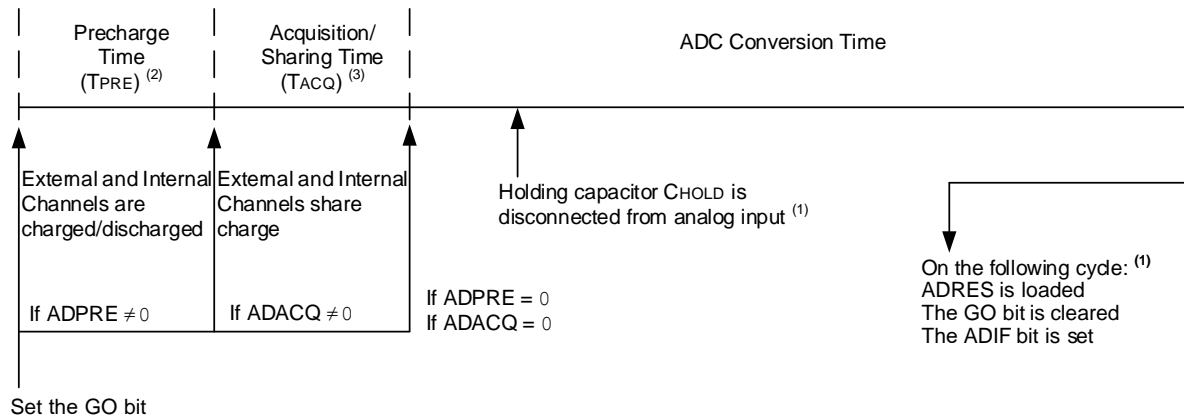 Precharge
Time
(TPRE) (2)
Acquisition/
Sharing Time
(TACQ) (3)
ADC Conversion Time
External and Internal
Channels are
charged/discharged
External and Internal
Channels share
charge
Holding capacitor CHOLD is
disconnected from analog input (1)
On the following cycle: (1)
ADRES is loaded
The GO bit is cleared
The ADIF bit is set
If ADPRE ≠ 0
If ADACQ ≠ 0
If ADPRE = 0
If ADACQ = 0
Set the GO bit